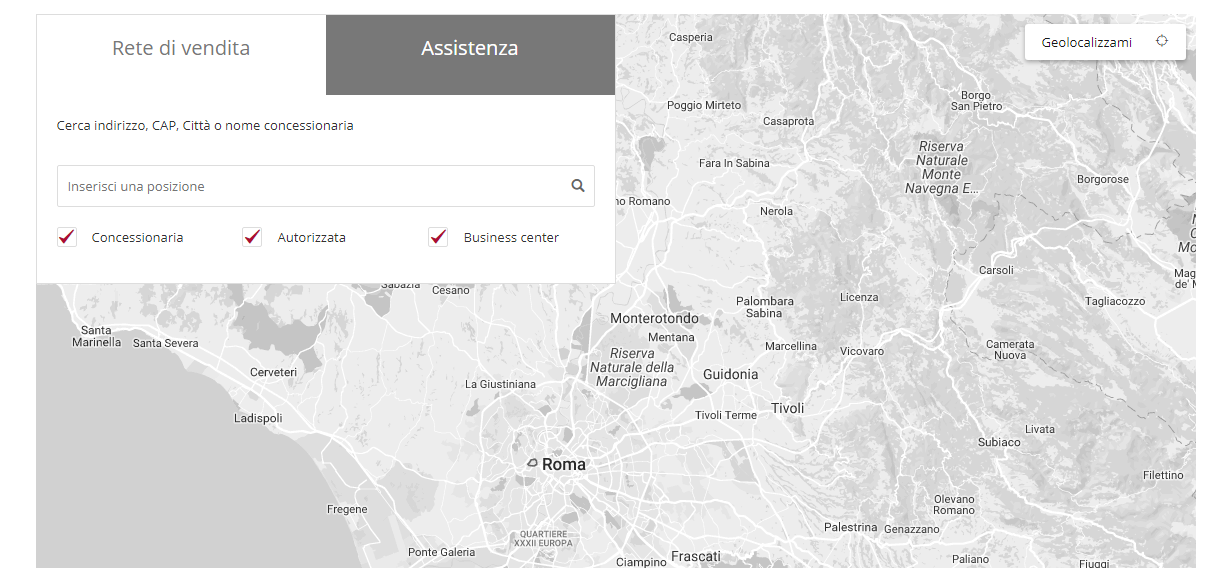 Rete di vendita
Assistenza
Cerca indirizzo, CAP, Città o nome concessionaria
Inserisci una posizione
Concessionaria
Autorizzata
Business center
Geolocalizzami
Casperia
Poggio Mirteto
Borgo
San Pietro
Casaprota
Riserva
Naturale
Monte
Navegna E...
Fara In Sabina
Borgorose
Romano
Nerola
Carsoli
Cesano
Palombara
Sabina
Licenza
Tagliacozzo
Monterotondo
Mentana
Santa
Marinella
Santa Severa
Marcellina
Vicovaro
Camerata
Nuova
Riserva
Naturale della
Marcigliana
Cerveteri
La Giustiniana
Guidonia
Ladispoli
Tivoli Terme
Tivoli
Livata
Subiaco
Roma
Filettino
Fregene
Olevano
Romano
QUARTIERE
XXXII EUROPA
Palestrina
Genazzano
Ponte Galeria
Ciampino
Frascati
Paliano
Fiuggi